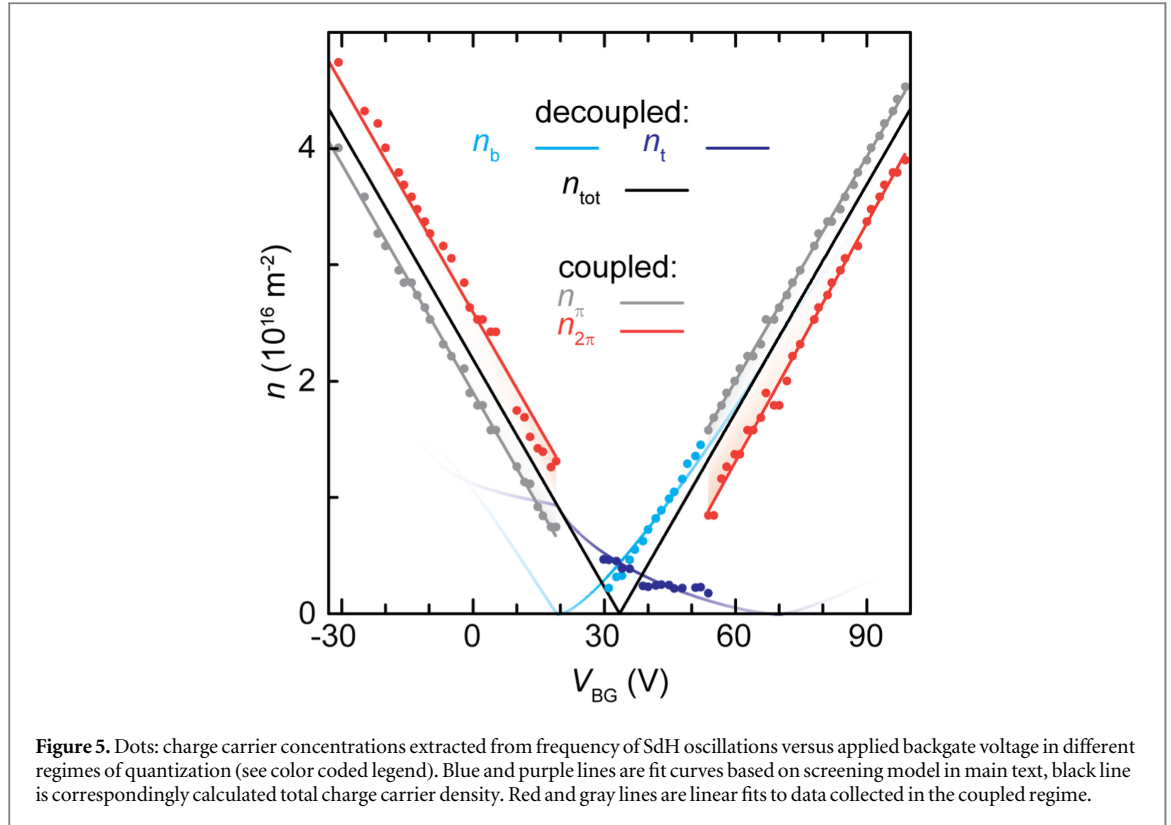 decoupled:
n_b n_t
n_tot
coupled:
n_π
n_2π
n (10^16 m^-2)
4
2
0
-30 0 30 60 90
V_BG (V)
Figure 5. Dots: charge carrier concentrations extracted from frequency of SdH oscillations versus applied backgate voltage in different
regimes of quantization (see color coded legend). Blue and purple lines are fit curves based on screening model in main text, black line
is correspondingly calculated total charge carrier density. Red and gray lines are linear fits to data collected in the coupled regime.